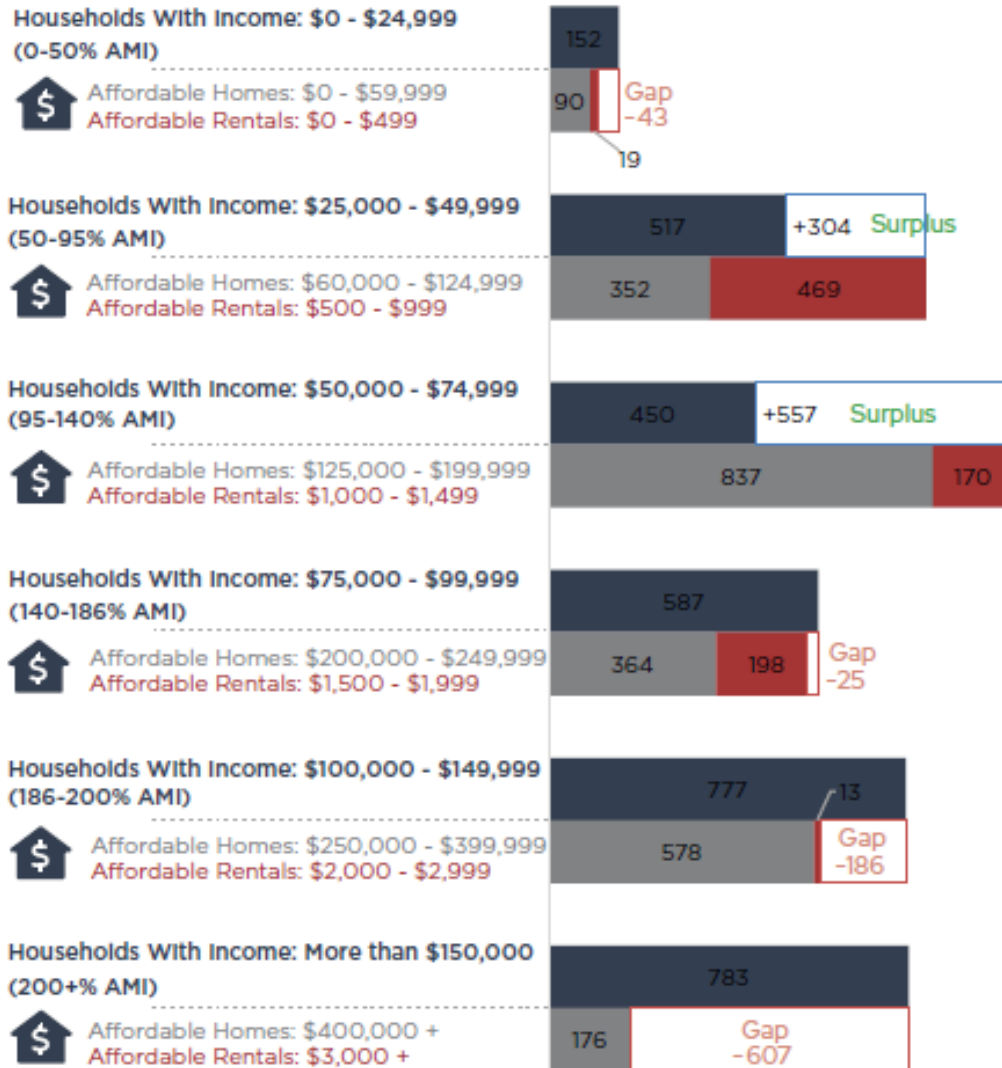 Households With Income: $0 - $24,999
(0-50% AMI)
152
$
Affordable Homes: $0 - $59,999
Affordable Rentals: $0 - $499
90
Gap
-43
19
Households With Income: $25,000 - $49,999
(50-95% AMI)
517
+304 Surplus
$
Affordable Homes: $60,000 - $124,999
Affordable Rentals: $500 - $999
352
469
Households With Income: $50,000 - $74,999
(95-140% AMI)
450
+557 Surplus
$
Affordable Homes: $125,000 - $199,999
Affordable Rentals: $1,000 - $1,499
837
170
Households With Income: $75,000 - $99,999
(140-186% AMI)
587
$
Affordable Homes: $200,000 - $249,999
Affordable Rentals: $1,500 - $1,999
364
198
Gap
-25
Households With Income: $100,000 - $149,999
(186-200% AMI)
777
13
$
Affordable Homes: $250,000 - $399,999
Affordable Rentals: $2,000 - $2,999
578
Gap
-186
Households With Income: More than $150,000
(200+% AMI)
783
$
Affordable Homes: $400,000 +
Affordable Rentals: $3,000 +
176
Gap
-607